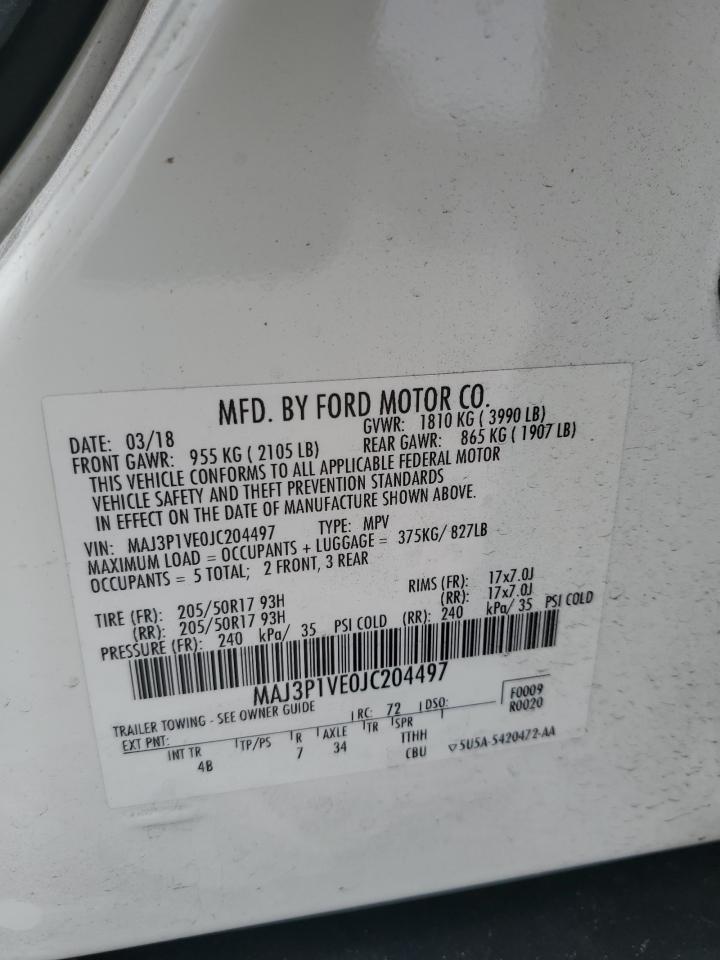 MFD. BY FORD MOTOR CO.
DATE: 03/18 GVWR: 1810 KG ( 3990 LB)
FRONT GAWR: 955 KG ( 2105 LB) REAR GAWR: 865 KG ( 1907 LB)
THIS VEHICLE CONFORMS TO ALL APPLICABLE FEDERAL MOTOR
VEHICLE SAFETY AND THEFT PREVENTION STANDARDS
IN EFFECT ON THE DATE OF MANUFACTURE SHOWN ABOVE.
VIN: MAJ3P1VE0JC204497 TYPE: MPV
MAXIMUM LOAD = OCCUPANTS + LUGGAGE = 375KG/ 827LB
OCCUPANTS = 5 TOTAL; 2 FRONT, 3 REAR
TIRE (FR): 205/50R17 93H RIMS (FR): 17x7.0J
(RR): 205/50R17 93H (RR): 17x7.0J
PRESSURE (FR): 240 kPa/ 35 PSI COLD (RR): 240 kPa/ 35 PSI COLD
MAJ3P1VE0JC204497
TRAILER TOWING - SEE OWNER GUIDE F0009
EXT PNT: RC: 72 DSO: R0020
INT TR TP/PS R AXLE TR SPR
4B 7 34 TTHH
CBU 5U5A-5420472-AA